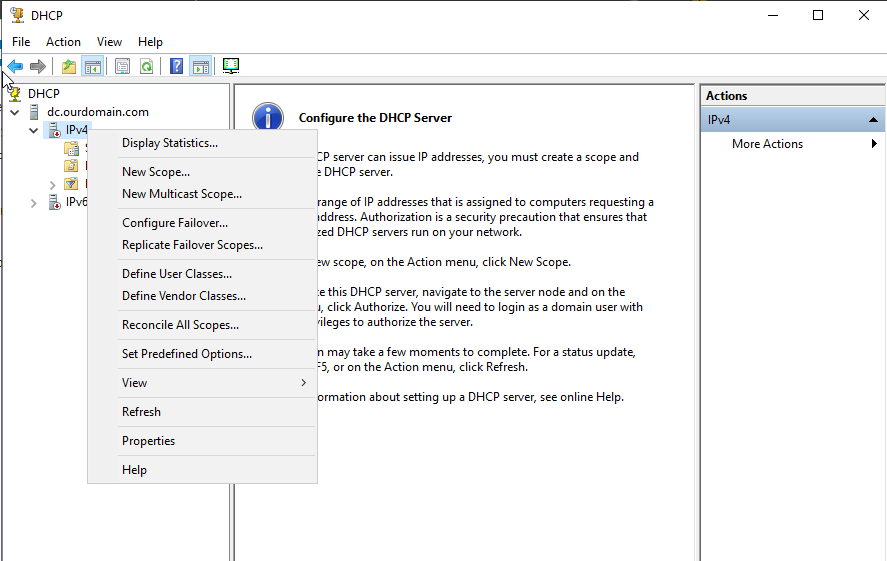 DHCP
File Action View Help
DHCP
dc.ourdomain.com
IPv4
IPv6
Display Statistics...
New Scope...
New Multicast Scope...
Configure Failover...
Replicate Failover Scopes...
Define User Classes...
Define Vendor Classes...
Reconcile All Scopes...
Set Predefined Options...
View
Refresh
Properties
Help
Configure the DHCP Server
CP server can issue IP addresses, you must create a scope and
e DHCP server.
range of IP addresses that is assigned to computers requesting a
address. Authorization is a security precaution that ensures that
zed DHCP servers run on your network.
ew scope, on the Action menu, click New Scope.
te this DHCP server, navigate to the server node and on the
u, click Authorize. You will need to login as a domain user with
vileges to authorize the server.
n may take a few moments to complete. For a status update,
F5, or on the Action menu, click Refresh.
ormation about setting up a DHCP server, see online Help.
Actions
IPv4
More Actions